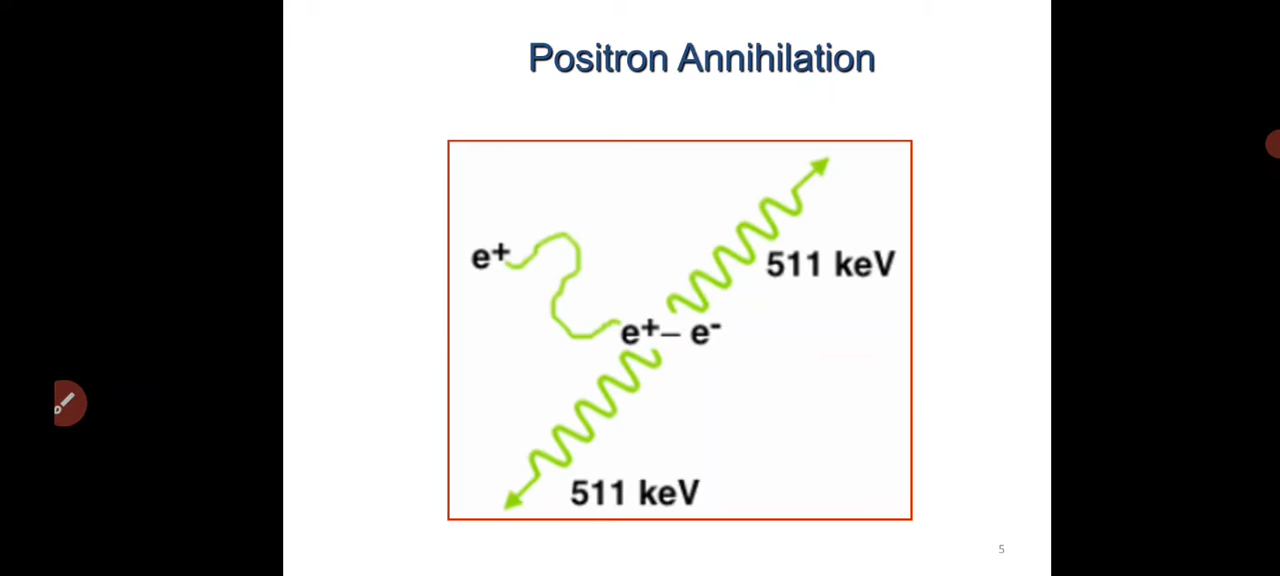 Positron Annihilation
e+
511 keV
e+– e-
511 keV
5